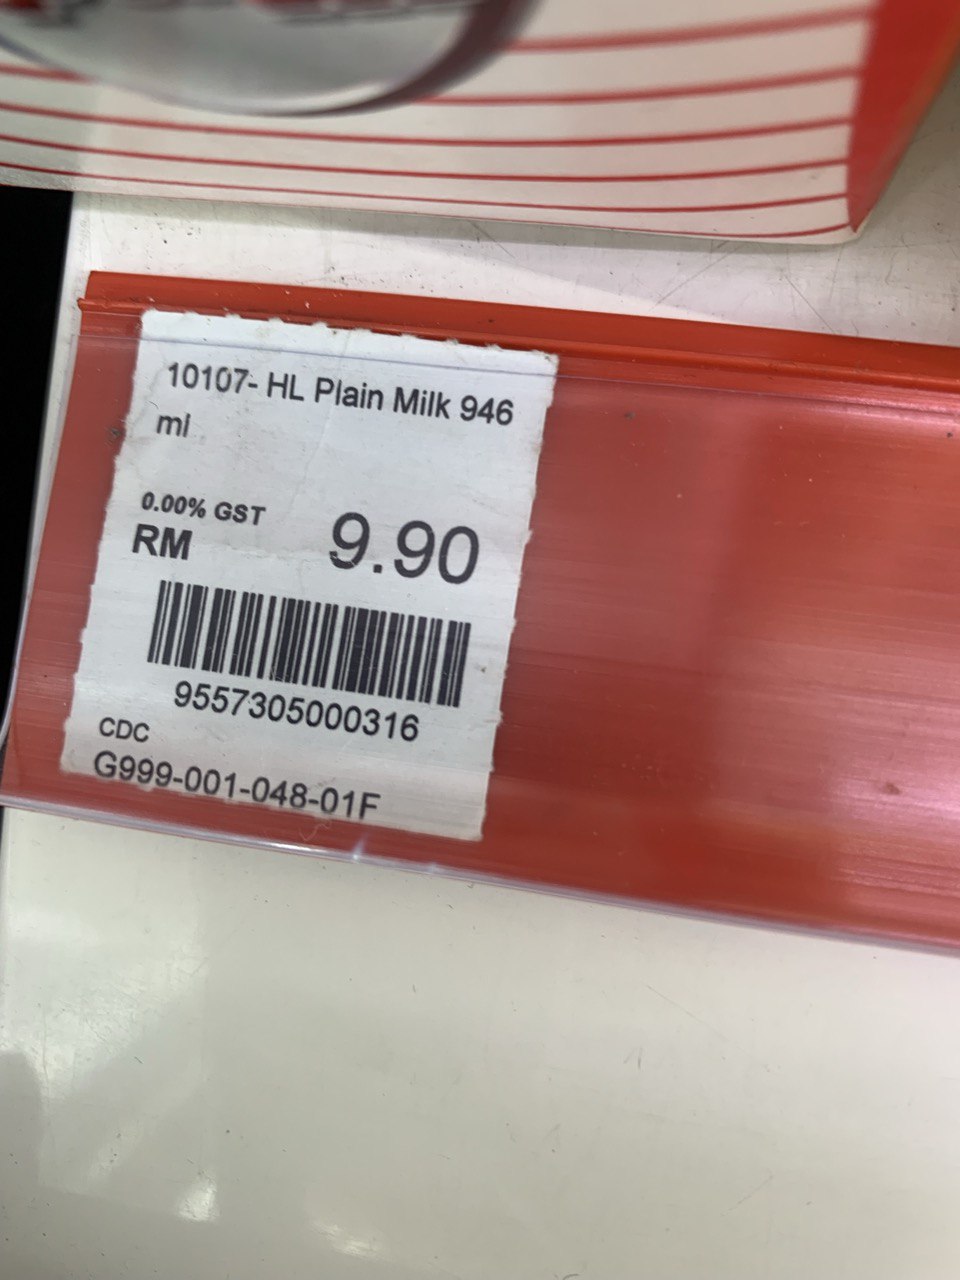 10107- HL Plain Milk 946
ml
0.00% GST
RM 9.90
9557305000316
CDC
G999-001-048-01F